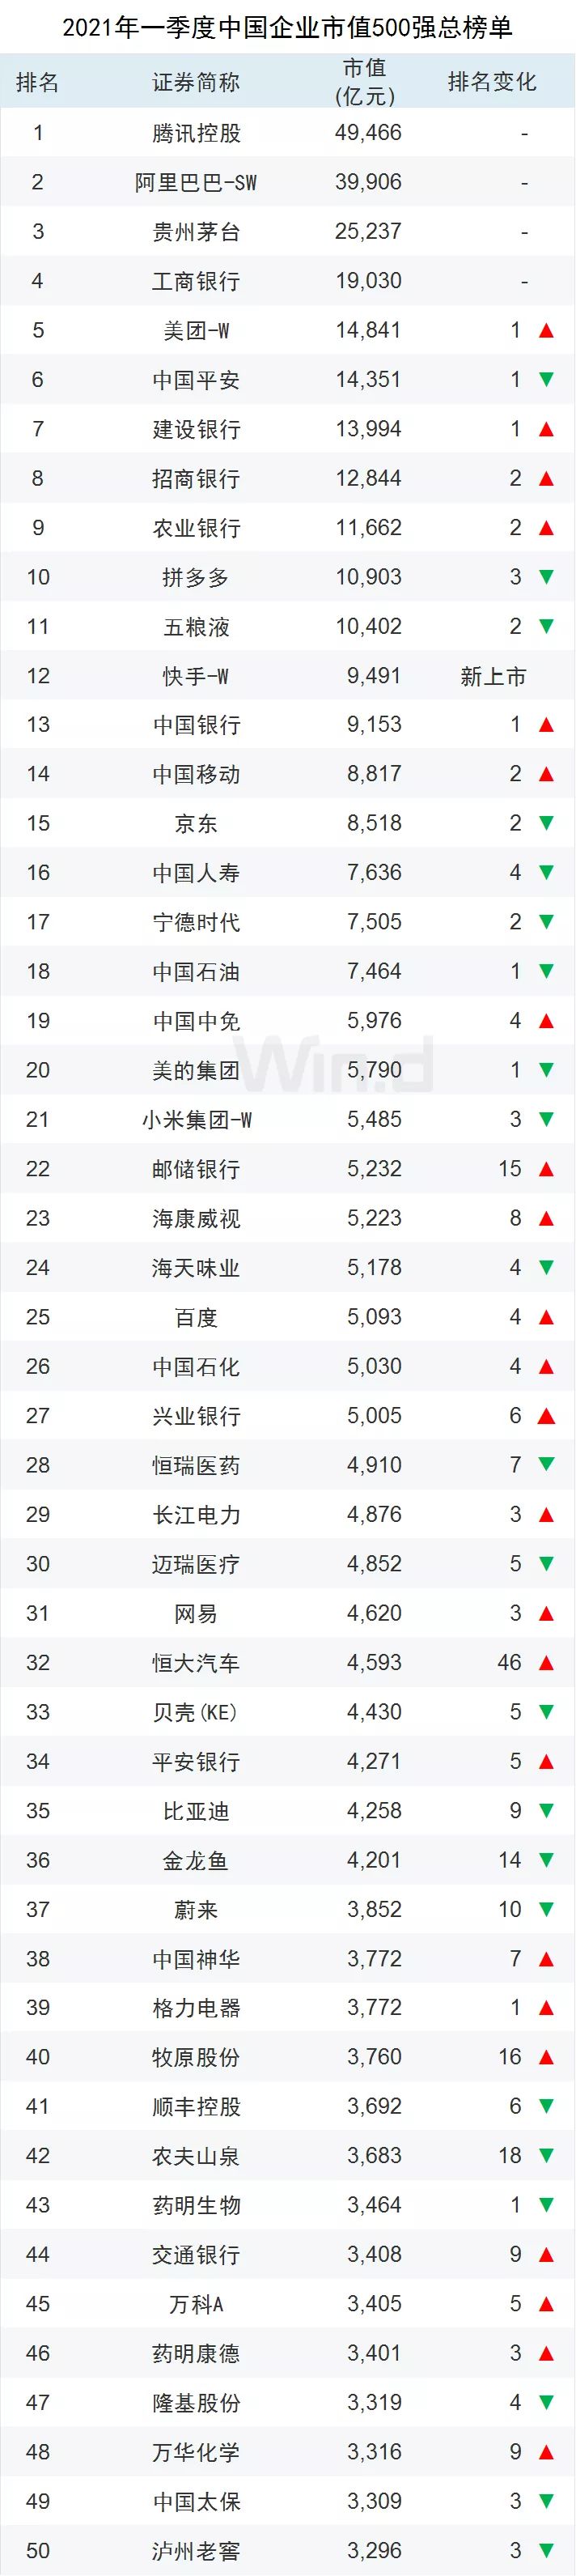 2021年一季度中国企业市值500强总榜单
排名 证券简称 市值(亿元) 排名变化
1 腾讯控股 49,466 -
2 阿里巴巴-SW 39,906 -
3 贵州茅台 25,237 -
4 工商银行 19,030 -
5 美团-W 14,841 1 ▲
6 中国平安 14,351 1 ▼
7 建设银行 13,994 1 ▲
8 招商银行 12,844 2 ▲
9 农业银行 11,662 2 ▲
10 拼多多 10,903 3 ▼
11 五粮液 10,402 2 ▼
12 快手-W 9,491 新上市
13 中国银行 9,153 1 ▲
14 中国移动 8,817 2 ▲
15 京东 8,518 2 ▼
16 中国人寿 7,636 4 ▼
17 宁德时代 7,505 2 ▼
18 中国石油 7,464 1 ▼
19 中国中免 5,976 4 ▲
Win.d
20 美的集团 5,790 1 ▼
21 小米集团-W 5,485 3 ▼
22 邮储银行 5,232 15 ▲
23 海康威视 5,223 8 ▲
24 海天味业 5,178 4 ▼
25 百度 5,093 4 ▲
26 中国石化 5,030 4 ▲
27 兴业银行 5,005 6 ▲
28 恒瑞医药 4,910 7 ▼
29 长江电力 4,876 3 ▲
30 迈瑞医疗 4,852 5 ▼
31 网易 4,620 3 ▲
32 恒大汽车 4,593 46 ▲
33 贝壳(KE) 4,430 5 ▼
34 平安银行 4,271 5 ▲
35 比亚迪 4,258 9 ▼
36 金龙鱼 4,201 14 ▼
37 蔚来 3,852 10 ▼
38 中国神华 3,772 7 ▲
39 格力电器 3,772 1 ▲
40 牧原股份 3,760 16 ▲
41 顺丰控股 3,692 6 ▼
42 农夫山泉 3,683 18 ▼
43 药明生物 3,464 1 ▼
44 交通银行 3,408 9 ▲
45 万科A 3,405 5 ▲
46 药明康德 3,401 3 ▲
47 隆基股份 3,319 4 ▼
48 万华化学 3,316 9 ▲
49 中国太保 3,309 3 ▼
50 泸州老窖 3,296 3 ▼